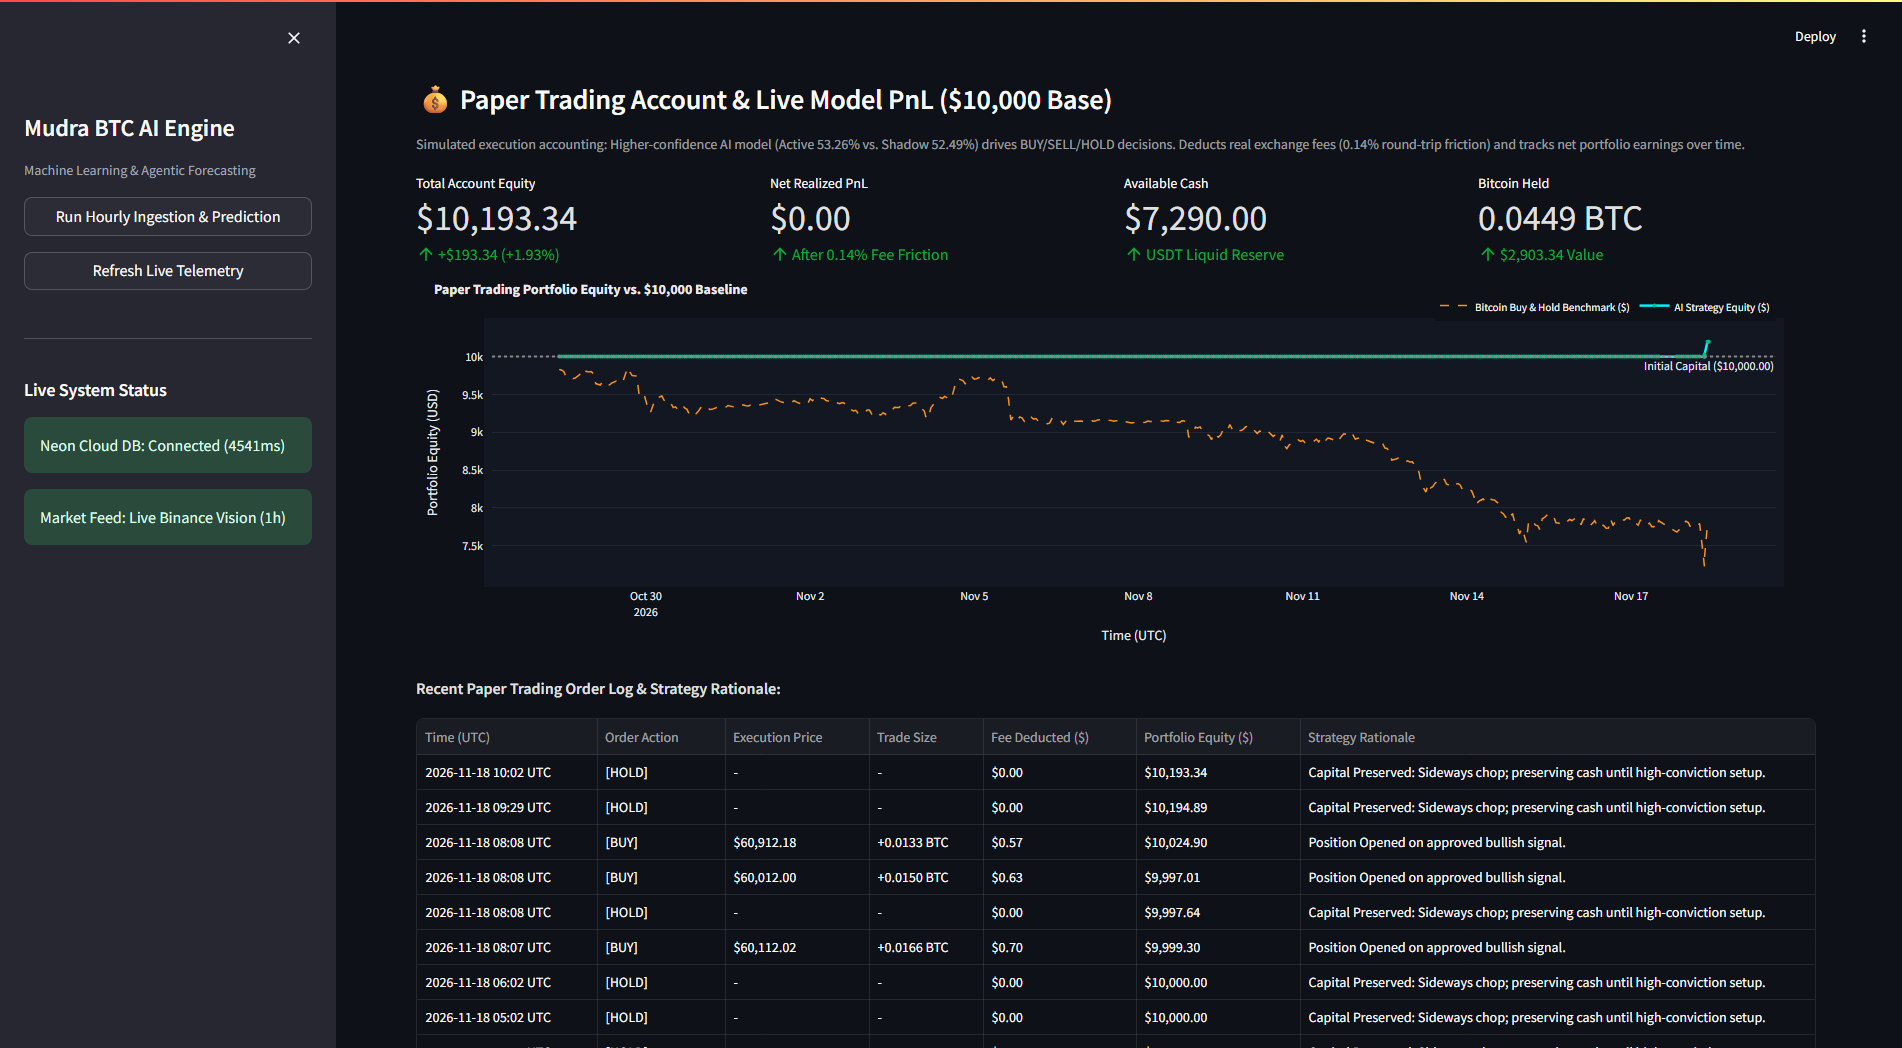 Deploy
Mudra BTC AI Engine
Machine Learning & Agentic Forecasting
Run Hourly Ingestion & Prediction
Refresh Live Telemetry
Live System Status
Neon Cloud DB: Connected (4541ms)
Market Feed: Live Binance Vision (1h)
Paper Trading Account & Live Model PnL ($10,000 Base)
Simulated execution accounting: Higher-confidence AI model (Active 53.26% vs. Shadow 52.49%) drives BUY/SELL/HOLD decisions. Deducts real exchange fees (0.14% round-trip friction) and tracks net portfolio earnings over time.
Total Account Equity
$10,193.34
+$193.34 (+1.93%)
Net Realized PnL
$0.00
After 0.14% Fee Friction
Available Cash
$7,290.00
USDT Liquid Reserve
Bitcoin Held
0.0449 BTC
$2,903.34 Value
Paper Trading Portfolio Equity vs. $10,000 Baseline
Bitcoin Buy & Hold Benchmark ($) AI Strategy Equity ($)
Portfolio Equity (USD)
10k
9.5k
9k
8.5k
8k
7.5k
Initial Capital ($10,000.00)
Oct 30 Nov 2 Nov 5 Nov 8 Nov 11 Nov 14 Nov 17
2026
Time (UTC)
Recent Paper Trading Order Log & Strategy Rationale:
Time (UTC) Order Action Execution Price Trade Size Fee Deducted ($) Portfolio Equity ($) Strategy Rationale
2026-11-18 10:02 UTC [HOLD] - - $0.00 $10,193.34 Capital Preserved: Sideways chop; preserving cash until high-conviction setup.
2026-11-18 09:29 UTC [HOLD] - - $0.00 $10,194.89 Capital Preserved: Sideways chop; preserving cash until high-conviction setup.
2026-11-18 08:08 UTC [BUY] $60,912.18 +0.0133 BTC $0.57 $10,024.90 Position Opened on approved bullish signal.
2026-11-18 08:08 UTC [BUY] $60,012.00 +0.0150 BTC $0.63 $9,997.01 Position Opened on approved bullish signal.
2026-11-18 08:08 UTC [HOLD] - - $0.00 $9,997.64 Capital Preserved: Sideways chop; preserving cash until high-conviction setup.
2026-11-18 08:07 UTC [BUY] $60,112.02 +0.0166 BTC $0.70 $9,999.30 Position Opened on approved bullish signal.
2026-11-18 06:02 UTC [HOLD] - - $0.00 $10,000.00 Capital Preserved: Sideways chop; preserving cash until high-conviction setup.
2026-11-18 05:02 UTC [HOLD] - - $0.00 $10,000.00 Capital Preserved: Sideways chop; preserving cash until high-conviction setup.